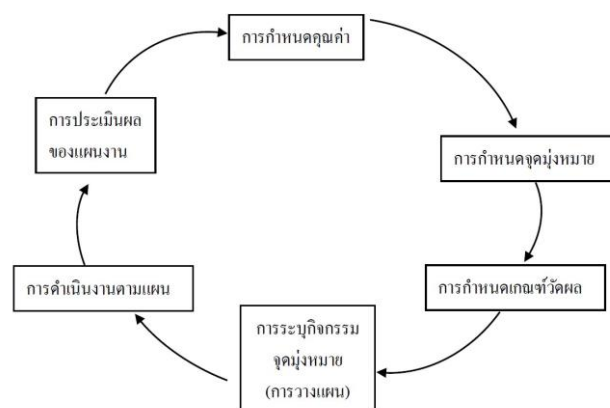 การกำหนดคุณค่า
การกำหนดจุดมุ่งหมาย
การกำหนดเกณฑ์วัดผล
การระบุกิจกรรม
จุดมุ่งหมาย
(การวางแผน)
การดำเนินงานตามแผน
การประเมินผล
ของแผนงาน